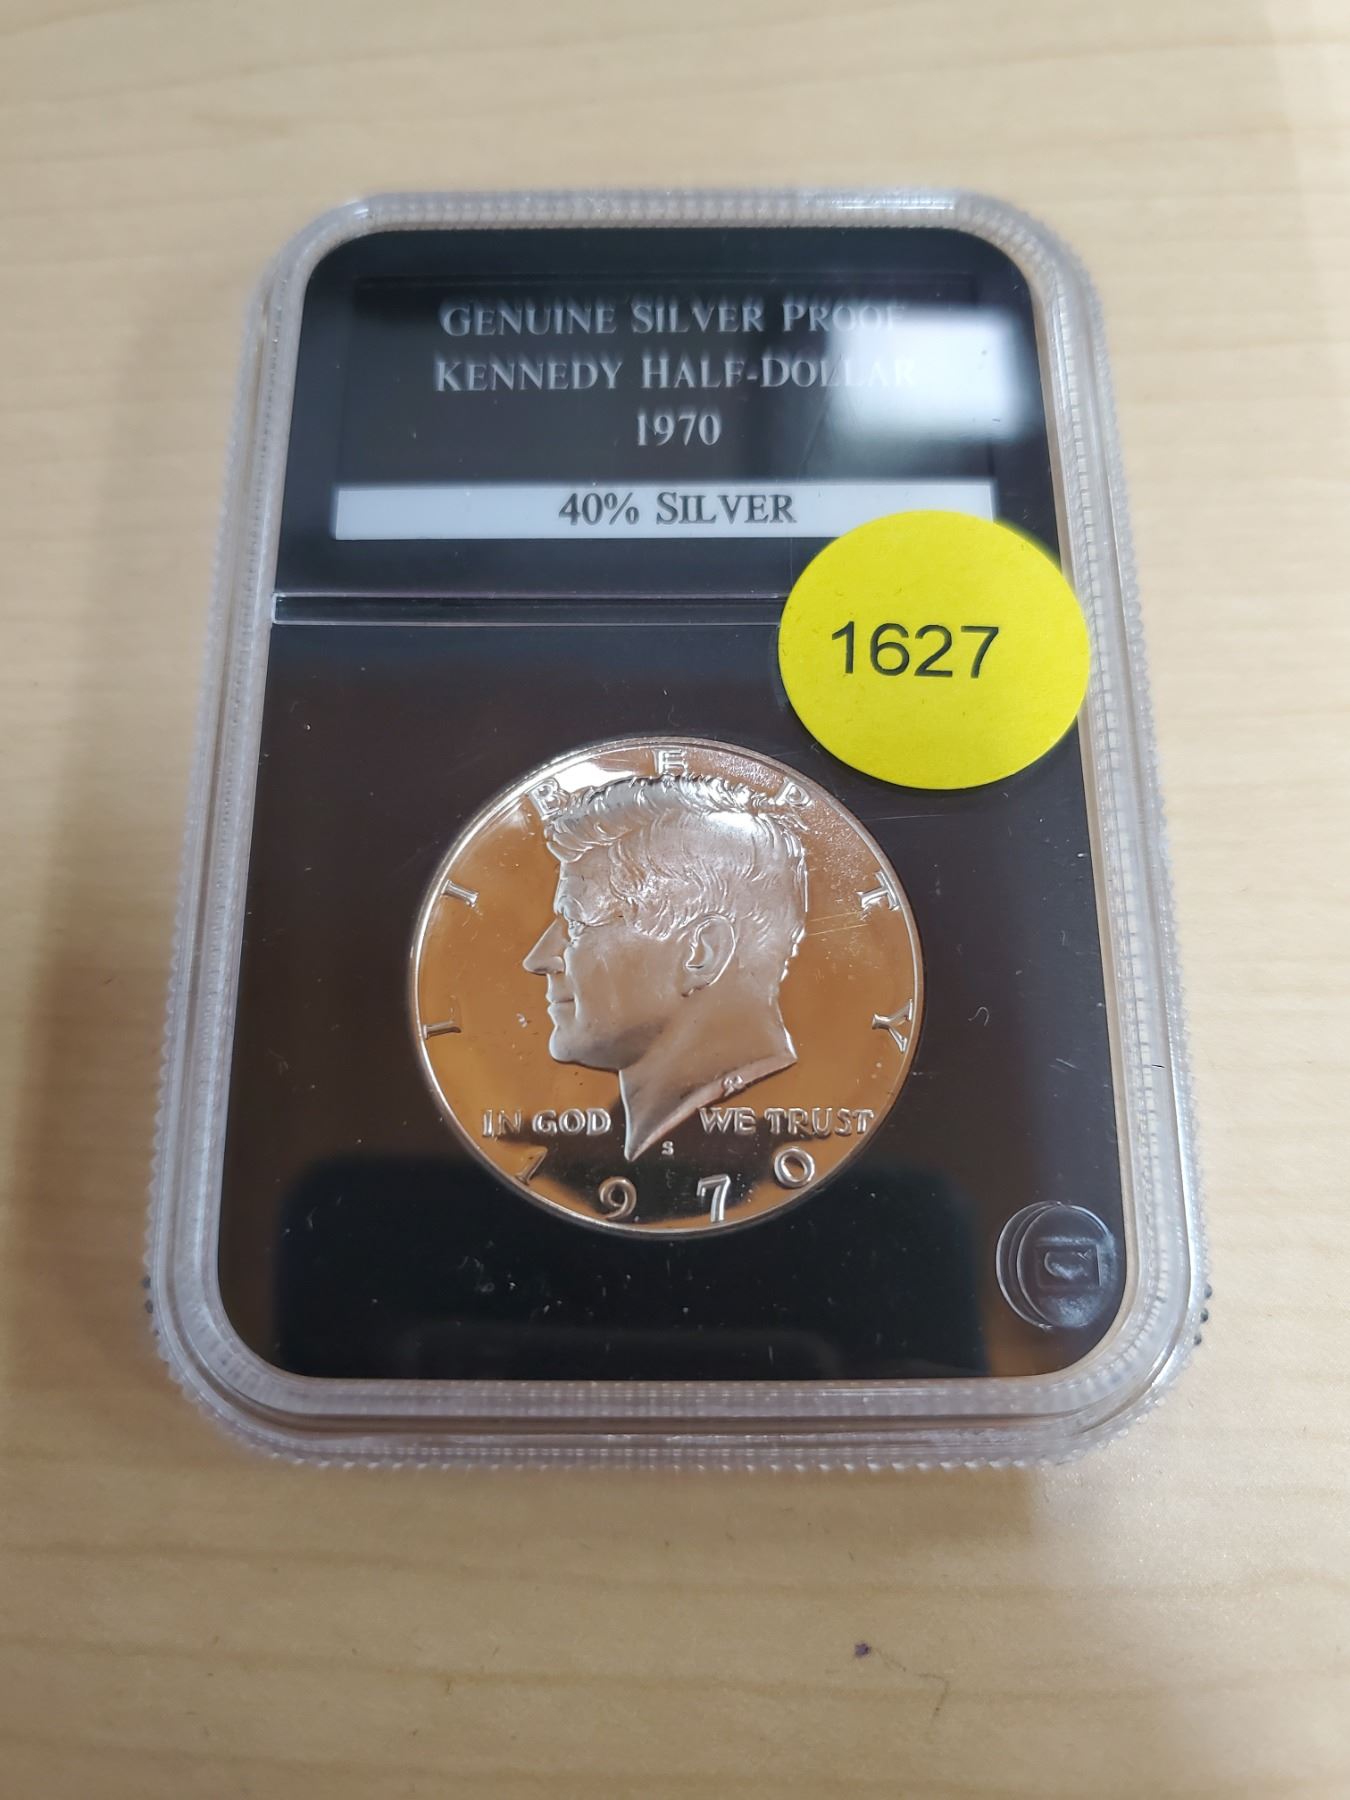 GENUINE SILVER PROOF
KENNEDY HALF-DOLLAR
1970
40% SILVER
1627
LIBERTY
IN GOD WE TRUST
S
1970